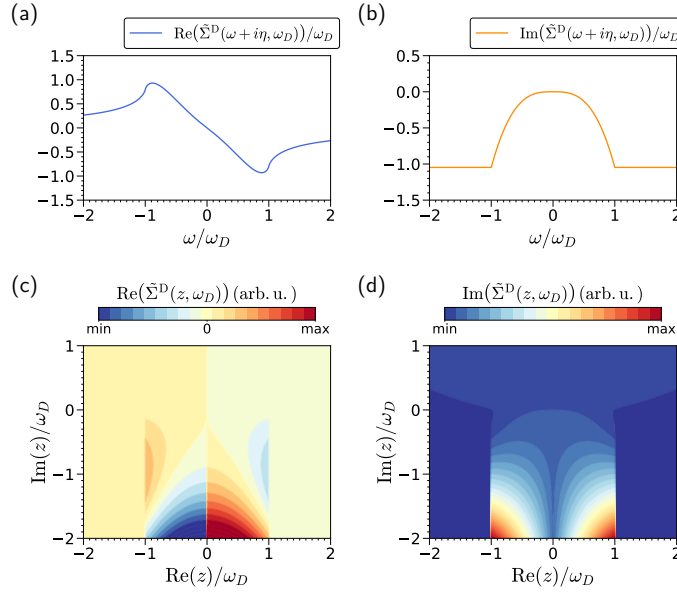 (a)
Re(Σ̃ᴰ(ω + iη, ω_D))/ω_D
1.5
1.0
0.5
0.0
−0.5
−1.0
−1.5
−2 −1 0 1 2
ω/ω_D
(b)
Im(Σ̃ᴰ(ω + iη, ω_D))/ω_D
0.5
0.0
−0.5
−1.0
−1.5
−2 −1 0 1 2
ω/ω_D
(c)
Re(Σ̃ᴰ(z, ω_D)) (arb. u.)
min 0 max
Im(z)/ω_D
1
0
−1
−2
−2 −1 0 1 2
Re(z)/ω_D
(d)
Im(Σ̃ᴰ(z, ω_D)) (arb. u.)
min max
Im(z)/ω_D
1
0
−1
−2
−2 −1 0 1 2
Re(z)/ω_D